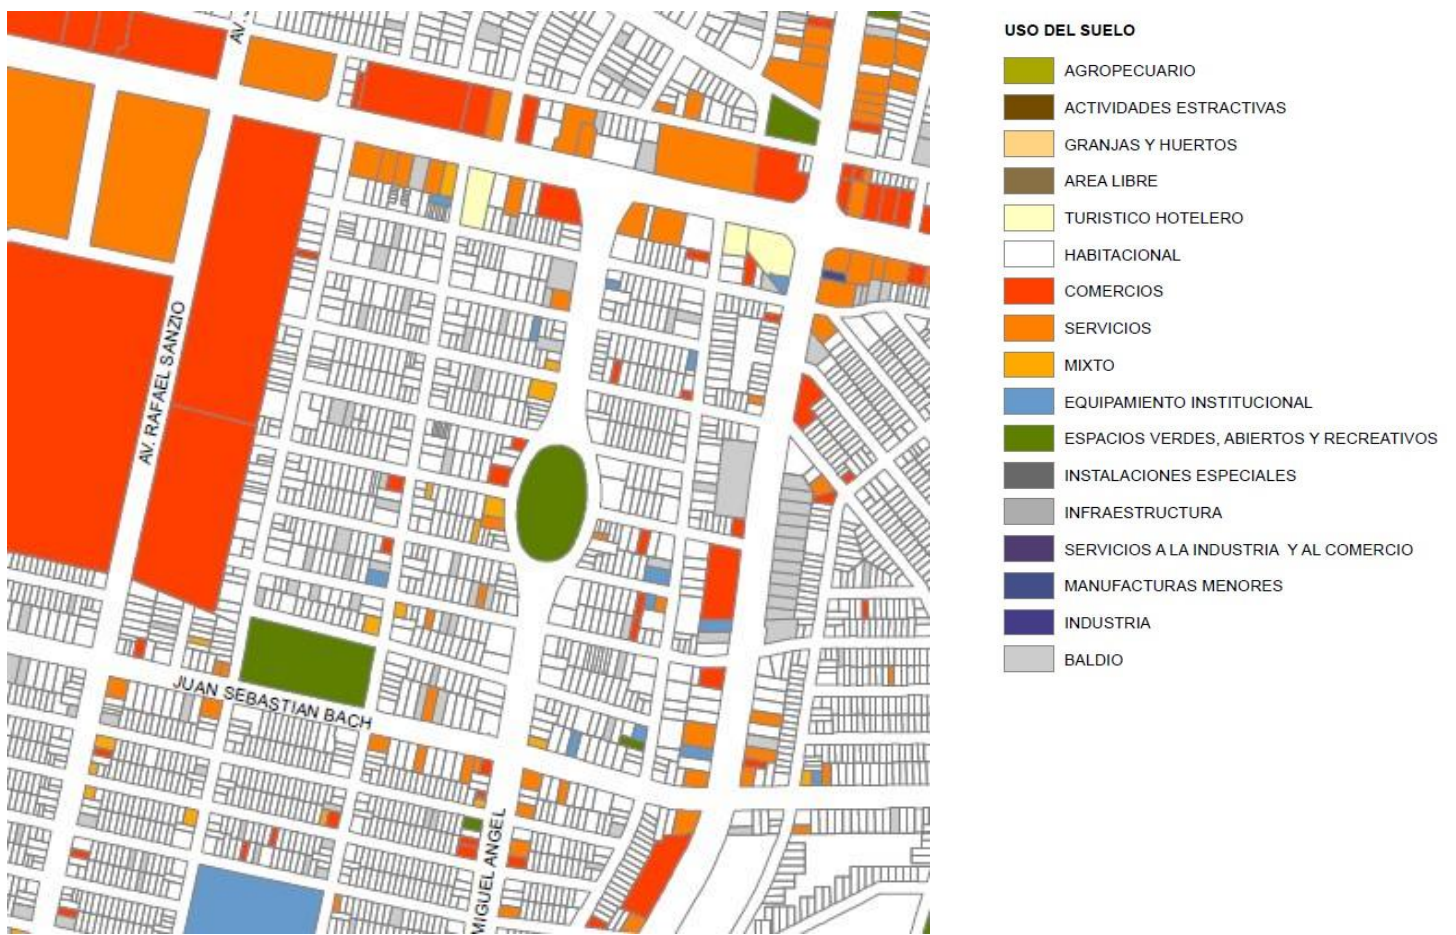 AV.
AV. RAFAEL SANZIO
JUAN SEBASTIAN BACH
MIGUEL ANGEL
USO DEL SUELO
AGROPECUARIO
ACTIVIDADES ESTRACTIVAS
GRANJAS Y HUERTOS
AREA LIBRE
TURISTICO HOTELERO
HABITACIONAL
COMERCIOS
SERVICIOS
MIXTO
EQUIPAMIENTO INSTITUCIONAL
ESPACIOS VERDES, ABIERTOS Y RECREATIVOS
INSTALACIONES ESPECIALES
INFRAESTRUCTURA
SERVICIOS A LA INDUSTRIA Y AL COMERCIO
MANUFACTURAS MENORES
INDUSTRIA
BALDIO